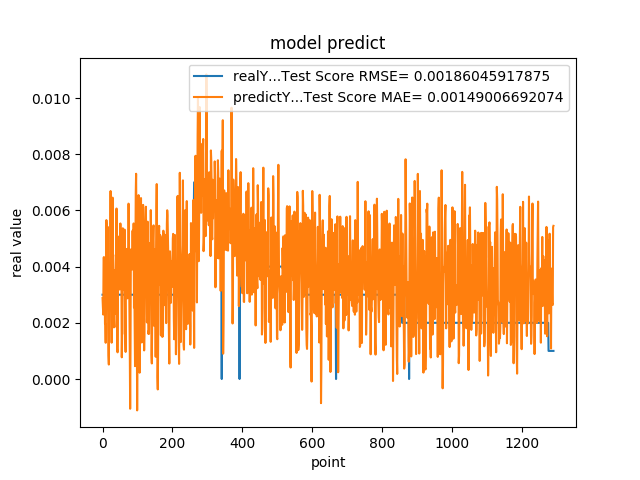 model predict
realY...Test Score RMSE= 0.00186045917875
predictY...Test Score MAE= 0.00149006692074
real value
0.010
0.008
0.006
0.004
0.002
0.000
0 200 400 600 800 1000 1200
point